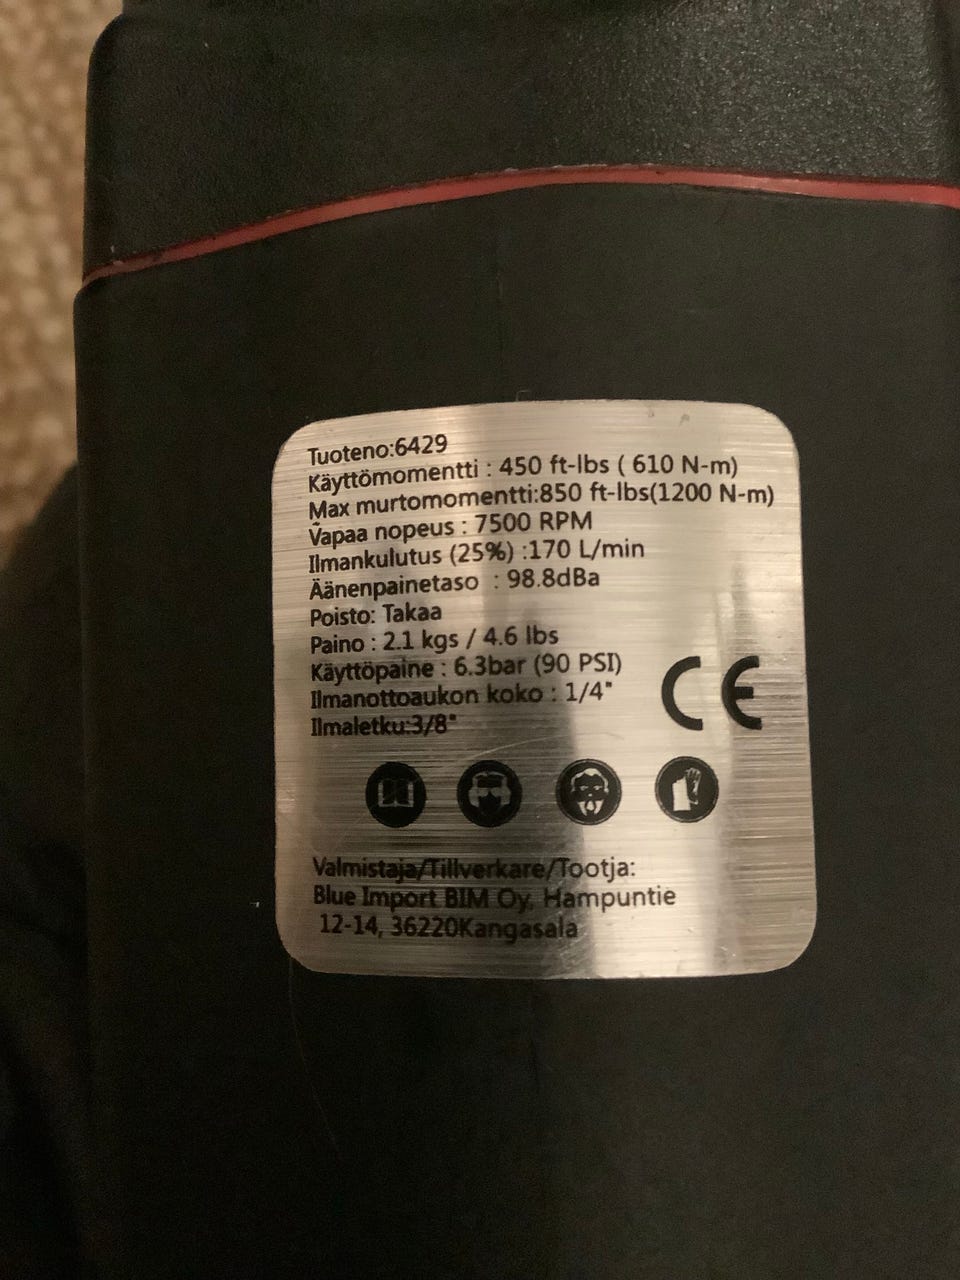 Tuoteno:6429
Käyttömomentti : 450 ft-lbs ( 610 N-m)
Max murtomomentti:850 ft-lbs(1200 N-m)
Vapaa nopeus : 7500 RPM
Ilmankulutus (25%) :170 L/min
Äänenpainetaso : 98.8dBa
Poisto: Takaa
Paino : 2.1 kgs / 4.6 lbs
Käyttöpaine : 6.3bar (90 PSI)
Ilmanottoaukon koko : 1/4"
Ilmaletku:3/8"
CE
Valmistaja/Tillverkare/Tootja:
Blue Import BIM Oy, Hampuntie
12-14, 36220Kangasala